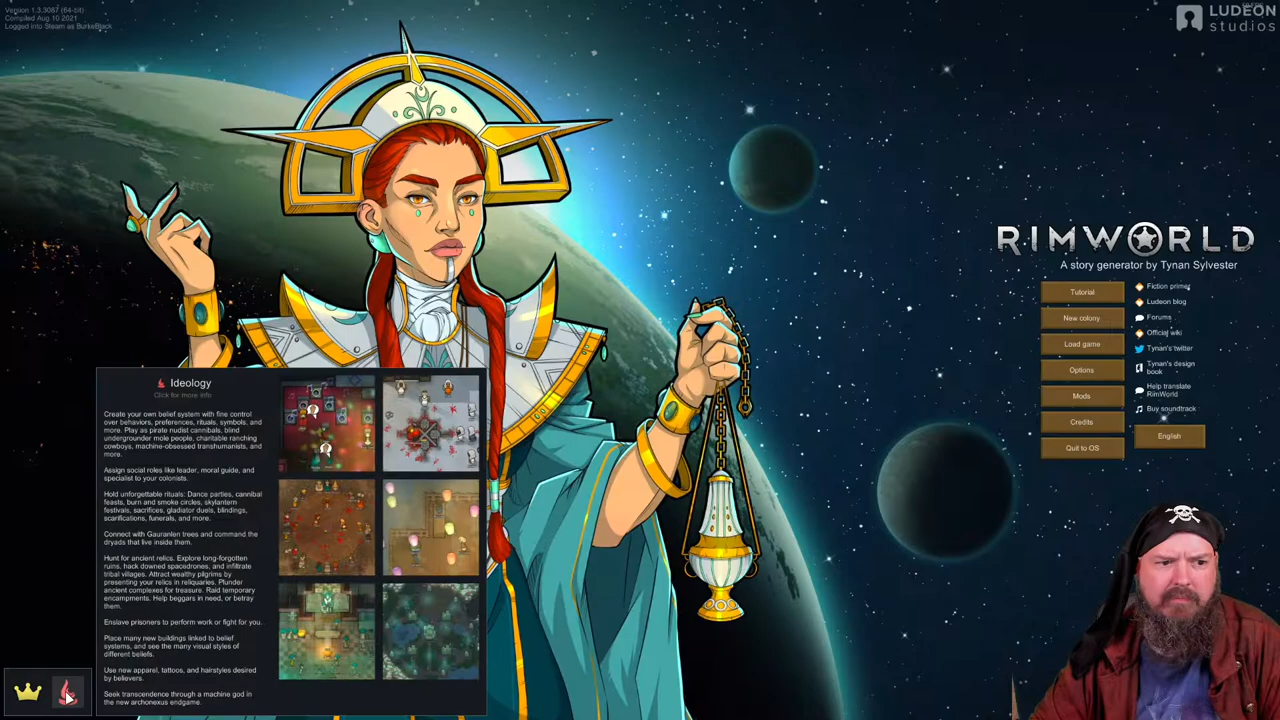 Version 1.3.3087 (64-bit)
Compiled Aug 10 2021
Logged into Steam as BurkeBlack
LUDEON
studios
RIMWORLD
A story generator by Tynan Sylvester
Tutorial
New colony
Load game
Options
Mods
Credits
Quit to OS
Fiction primer
Ludeon blog
Forums
Official wiki
Tynan's twitter
Tynan's design
book
Help translate
RimWorld
Buy soundtrack
English
Ideology
Click for more info
Create your own belief system with fine control
over behaviors, preferences, rituals, symbols, and
more. Play as pirate nudist cannibals, blind
undergrounder mole people, charitable ranching
cowboys, machine-obsessed transhumanists, and
more.
Assign social roles like leader, moral guide, and
specialist to your colonists.
Hold unforgettable rituals: Dance parties, cannibal
feasts, burn and smoke circles, skylantern
festivals, sacrifices, gladiator duels, blindings,
scarifications, funerals, and more.
Connect with Gauranlen trees and command the
dryads that live inside them.
Hunt for ancient relics. Explore long-forgotten
ruins, hack downed spacedrones, and infiltrate
tribal villages. Attract wealthy pilgrims by
presenting your relics in reliquaries. Plunder
ancient complexes for treasure. Raid temporary
encampments. Help beggars in need, or betray
them.
Enslave prisoners to perform work or fight for you.
Place many new buildings linked to belief
systems, and see the many visual styles of
different beliefs.
Use new apparel, tattoos, and hairstyles desired
by believers.
Seek transcendence through a machine god in
the new archonexus endgame.